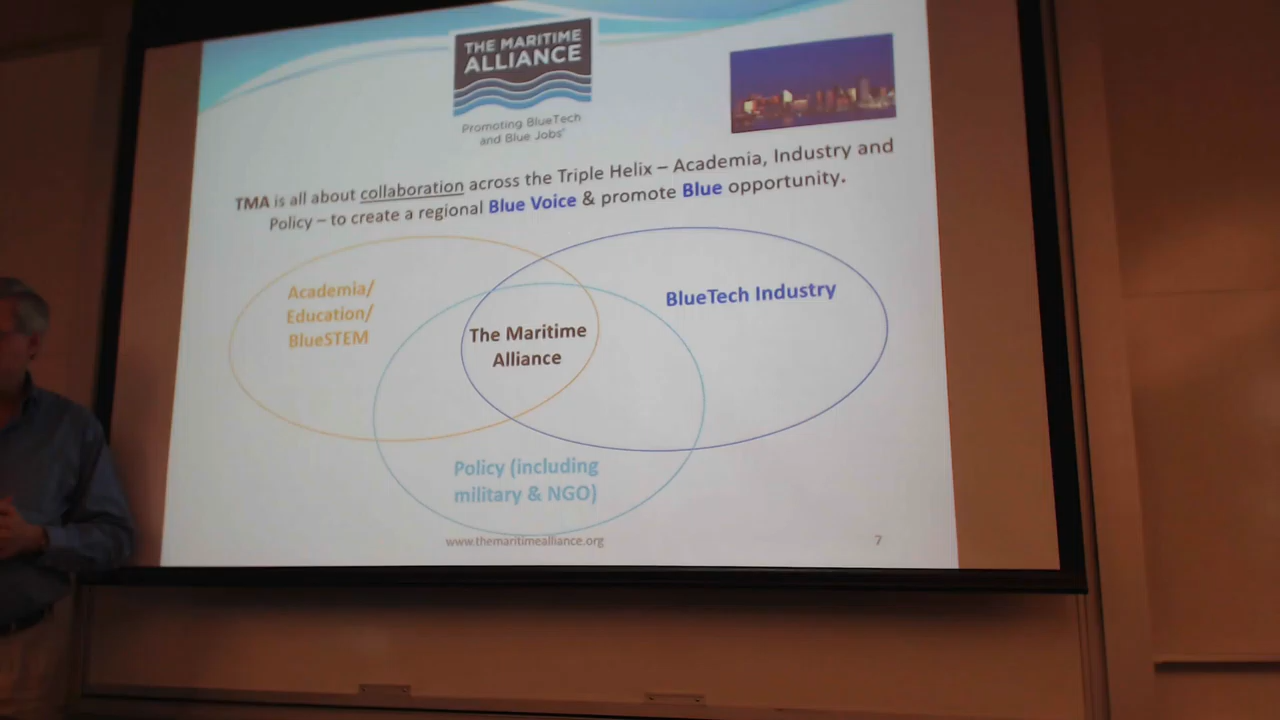 THE MARITIME
ALLIANCE
Promoting BlueTech
and Blue Jobs®
TMA is all about collaboration across the Triple Helix – Academia, Industry and
Policy – to create a regional Blue Voice & promote Blue opportunity.
Academia/
Education/
BlueSTEM
BlueTech Industry
The Maritime
Alliance
Policy (including
military & NGO)
www.themaritimealliance.org
7